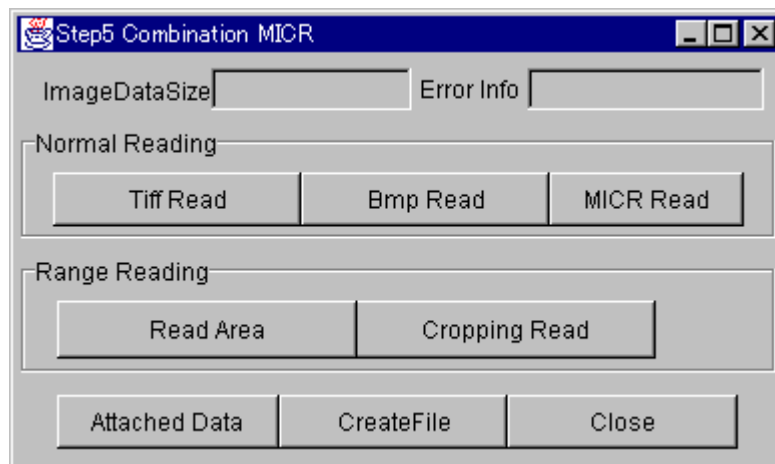 Step5 Combination MICR
ImageDataSize Error Info
Normal Reading
Tiff Read Bmp Read MICR Read
Range Reading
Read Area Cropping Read
Attached Data CreateFile Close